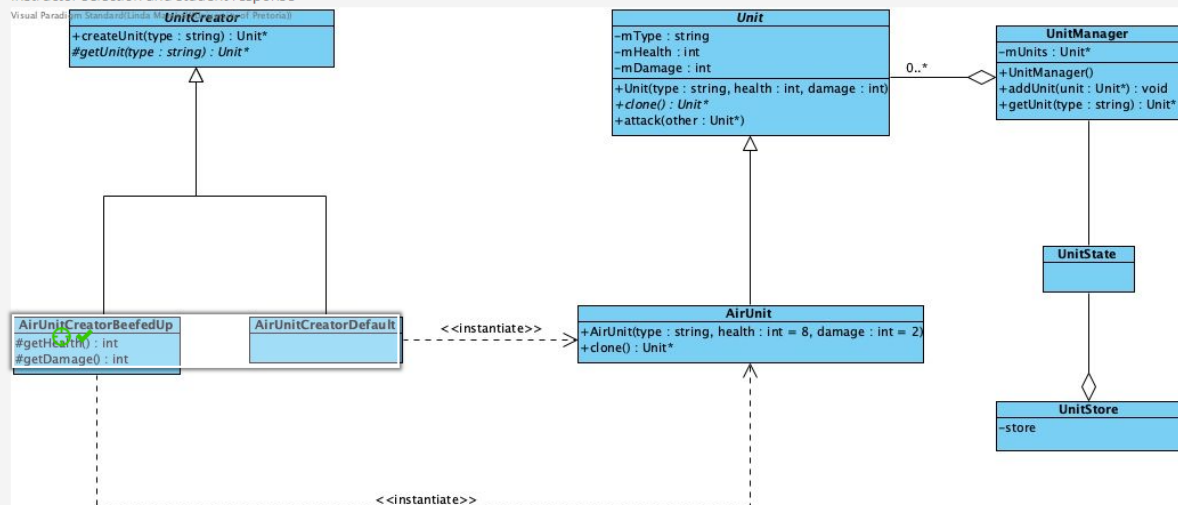 Visual Paradigm Standard(Linda
of Pretoria))
UnitCreator
+createUnit(type : string) : Unit*
#getUnit(type : string) : Unit*
Unit
-mType : string
-mHealth : int
-mDamage : int
+Unit(type : string, health : int, damage : int)
+clone() : Unit*
+attack(other : Unit*)
0..*
UnitManager
-mUnits : Unit*
+UnitManager()
+addUnit(unit : Unit*) : void
+getUnit(type : string) : Unit*
UnitState
AirUnitCreatorBeefedUp
#getHealth() : int
#getDamage() : int
AirUnitCreatorDefault
<<instantiate>>
AirUnit
+AirUnit(type : string, health : int = 8, damage : int = 2)
+clone() : Unit*
UnitStore
-store
<<instantiate>>